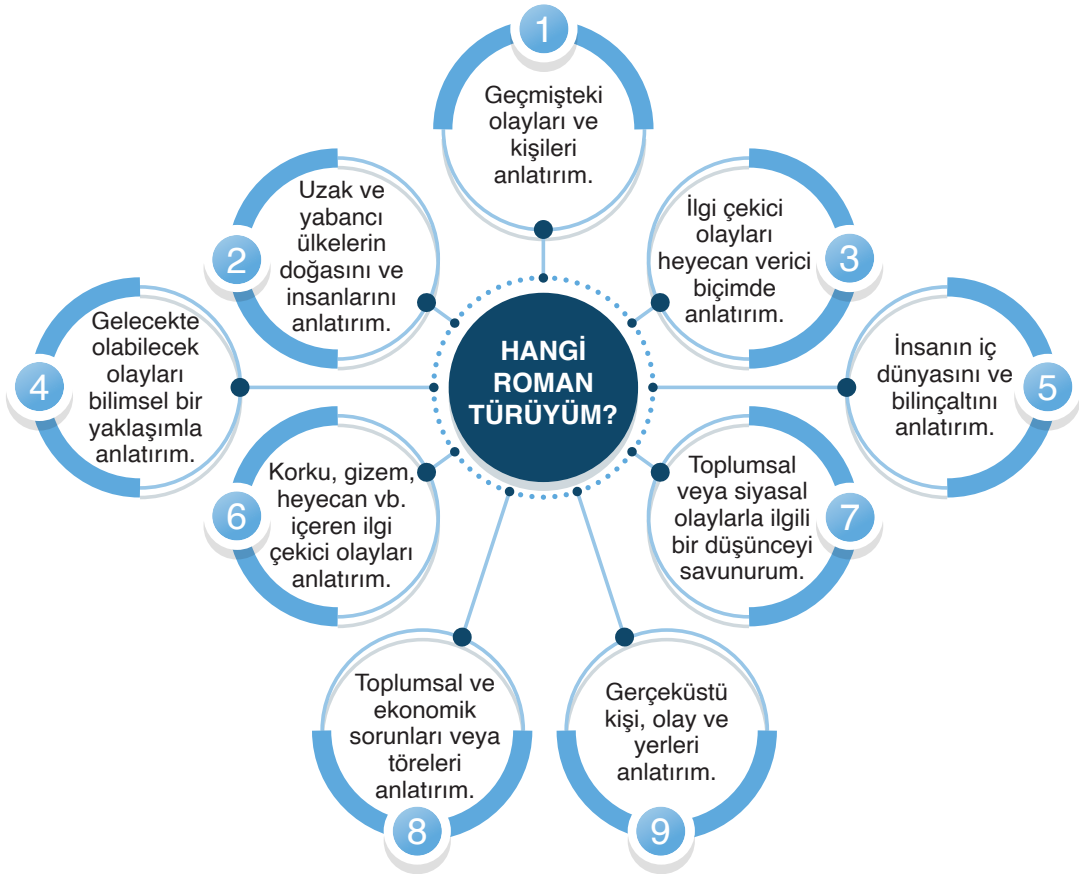 1
Geçmişteki
olayları ve
kişileri
anlatırım.
2
Uzak ve
yabancı
ülkelerin
doğasını ve
insanlarını
anlatırım.
3
İlgi çekici
olayları
heyecan verici
biçimde
anlatırım.
4
Gelecekte
olabilecek
olayları
bilimsel bir
yaklaşımla
anlatırım.
HANGİ
ROMAN
TÜRÜYÜM?
5
İnsanın iç
dünyasını ve
bilinçaltını
anlatırım.
6
Korku, gizem,
heyecan vb.
içeren ilgi
çekici olayları
anlatırım.
7
Toplumsal
veya siyasal
olaylarla ilgili
bir düşünceyi
savunurum.
8
Toplumsal ve
ekonomik
sorunları veya
töreleri
anlatırım.
9
Gerçeküstü
kişi, olay ve
yerleri
anlatırım.